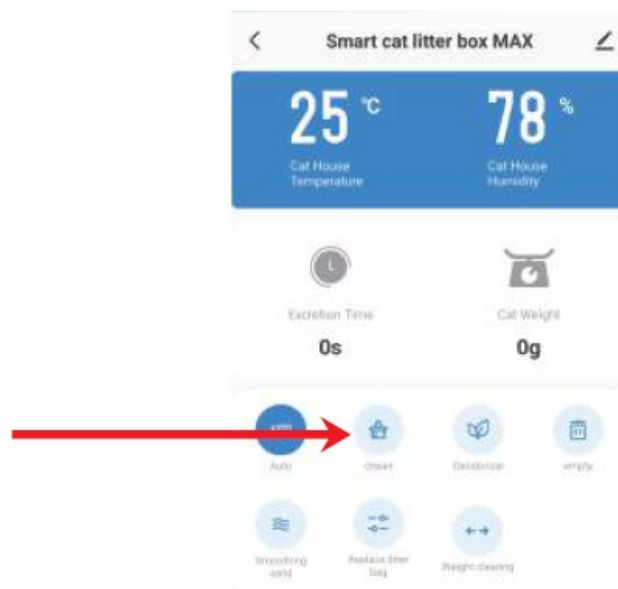 Smart cat litter box MAX
25 °C
78 %
Cat House
Temperature
Cat House
Humidity
L
Excretion Time
Cat Weight
0s
0g
Auto
Deodorizer
empty
Smoothing
sand
Replace liner
bag
Weight clearing